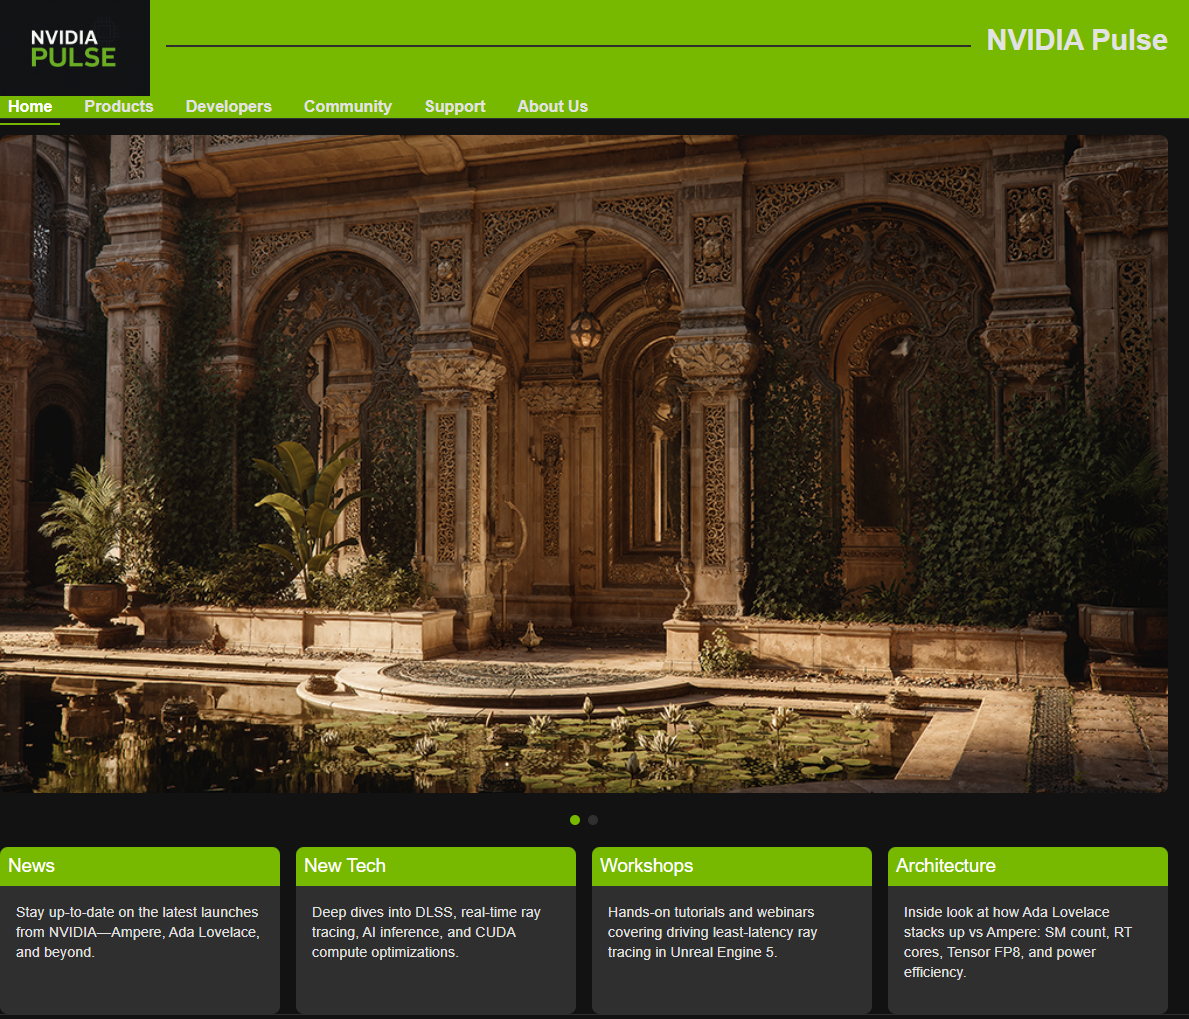 NVIDIA
PULSE
NVIDIA Pulse
Home Products Developers Community Support About Us
News
Stay up-to-date on the latest launches
from NVIDIA—Ampere, Ada Lovelace,
and beyond.
New Tech
Deep dives into DLSS, real-time ray
tracing, AI inference, and CUDA
compute optimizations.
Workshops
Hands-on tutorials and webinars
covering driving least-latency ray
tracing in Unreal Engine 5.
Architecture
Inside look at how Ada Lovelace
stacks up vs Ampere: SM count, RT
cores, Tensor FP8, and power
efficiency.